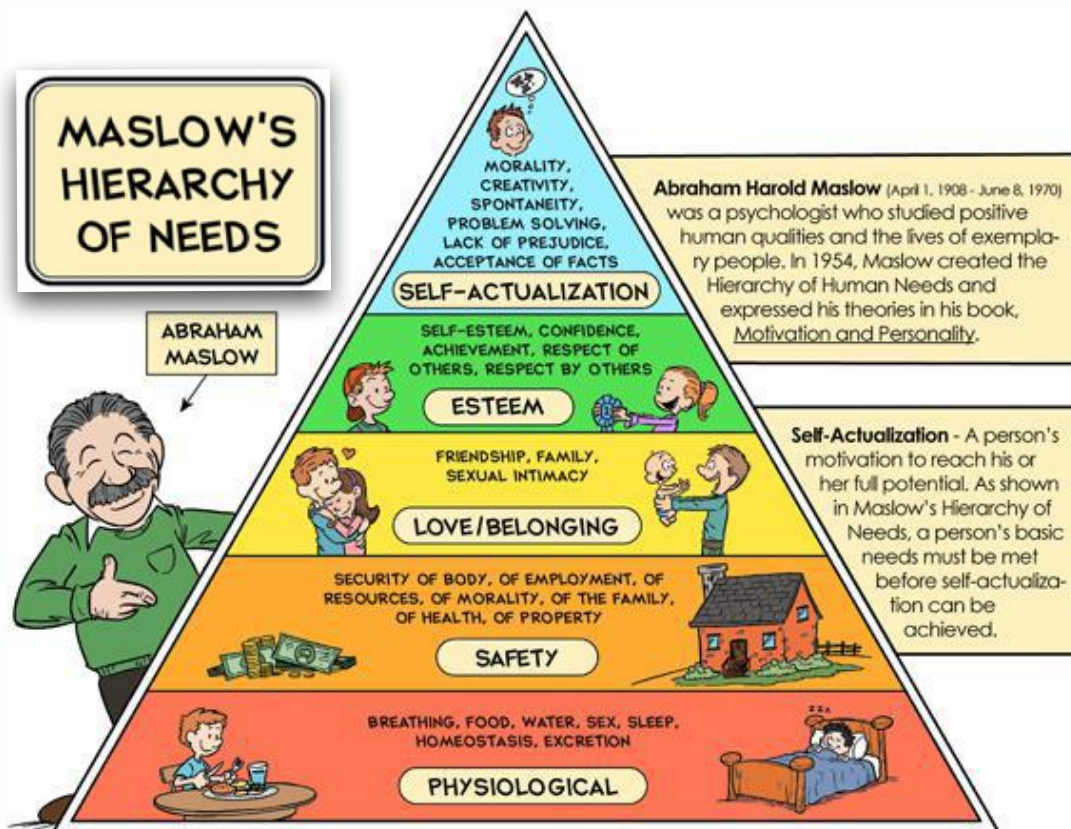 MASLOW'S
HIERARCHY
OF NEEDS
ABRAHAM
MASLOW
MORALITY,
CREATIVITY,
SPONTANEITY,
PROBLEM SOLVING,
LACK OF PREJUDICE,
ACCEPTANCE OF FACTS
SELF-ACTUALIZATION
SELF-ESTEEM, CONFIDENCE,
ACHIEVEMENT, RESPECT OF
OTHERS, RESPECT BY OTHERS
ESTEEM
FRIENDSHIP, FAMILY,
SEXUAL INTIMACY
LOVE/BELONGING
SECURITY OF BODY, OF EMPLOYMENT, OF
RESOURCES, OF MORALITY, OF THE FAMILY,
OF HEALTH, OF PROPERTY
SAFETY
ZZZ
BREATHING, FOOD, WATER, SEX, SLEEP,
HOMEOSTASIS, EXCRETION
PHYSIOLOGICAL
Abraham Harold Maslow (April 1, 1908 - June 8, 1970)
was a psychologist who studied positive
human qualities and the lives of exempla-
ry people. In 1954, Maslow created the
Hierarchy of Human Needs and
expressed his theories in his book,
Motivation and Personality.
Self-Actualization - A person's
motivation to reach his or
her full potential. As shown
in Maslow's Hierarchy of
Needs, a person's basic
needs must be met
before self-actualiza-
tion can be
achieved.